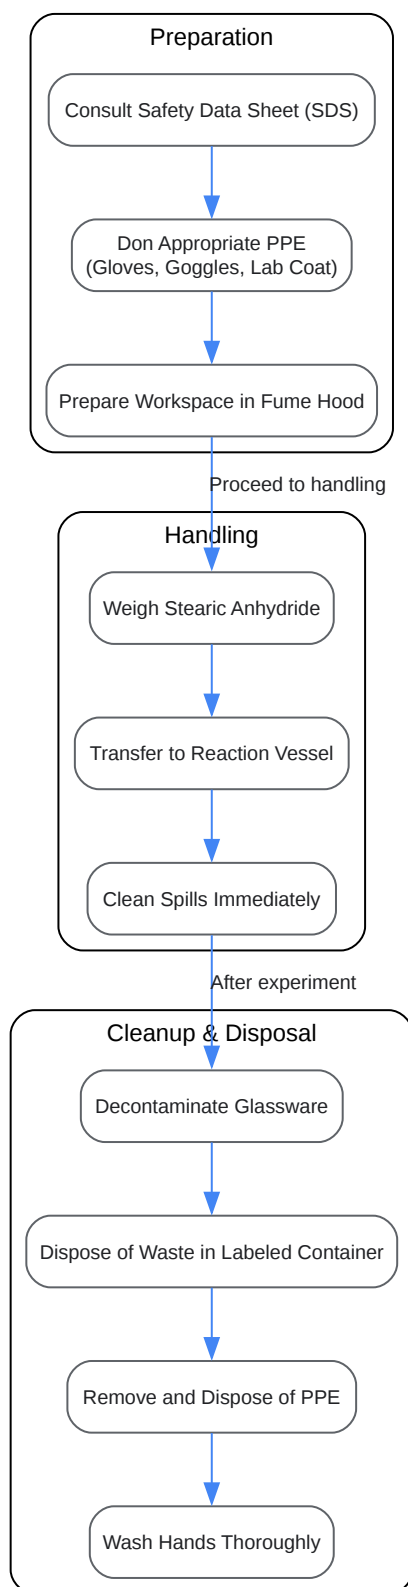 Preparation
Consult Safety Data Sheet (SDS)
Don Appropriate PPE
(Gloves, Goggles, Lab Coat)
Prepare Workspace in Fume Hood
Proceed to handling
Handling
Weigh Stearic Anhydride
Transfer to Reaction Vessel
Clean Spills Immediately
After experiment
Cleanup & Disposal
Decontaminate Glassware
Dispose of Waste in Labeled Container
Remove and Dispose of PPE
Wash Hands Thoroughly